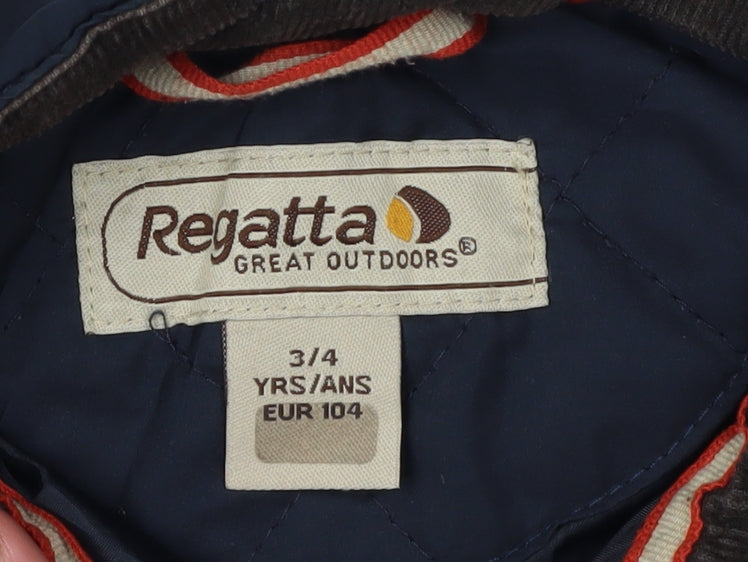 Regatta
GREAT OUTDOORS®
3/4
YRS/ANS
EUR 104